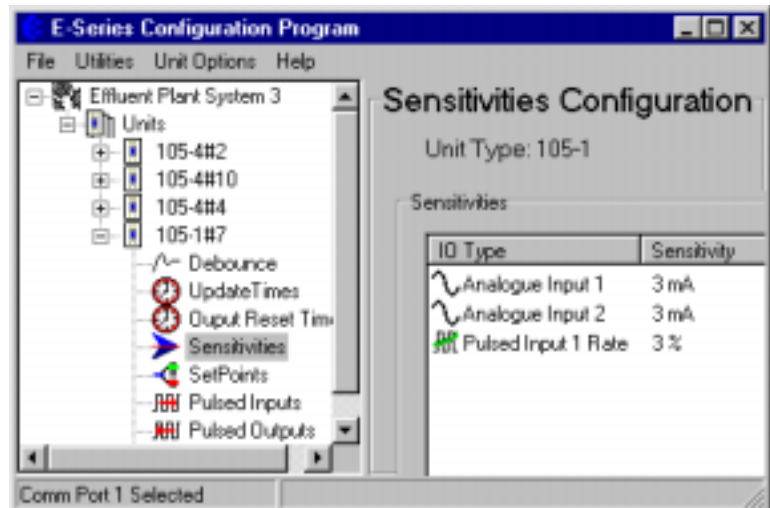 E-Series Configuration Program
File Utilities Unit Options Help
Effluent Plant System 3
Units
105-4#2
105-4#10
105-4#4
105-1#7
Debounce
UpdateTimes
Ouput Reset Tim
Sensitivities
SetPoints
Pulsed Inputs
Pulsed Outputs
Sensitivities Configuration
Unit Type: 105-1
Sensitivities
IO Type Sensitivity
Analogue Input 1 3 mA
Analogue Input 2 3 mA
Pulsed Input 1 Rate 3 %
Comm Port 1 Selected